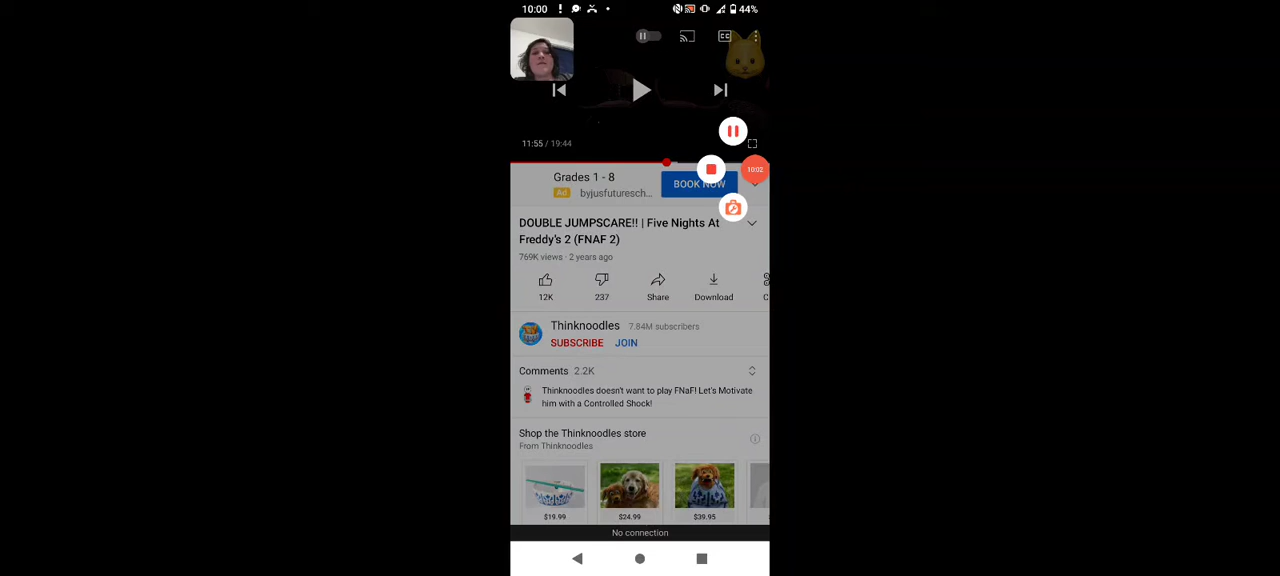 10:00
44%
CC
11:55 / 19:44
10:02
Grades 1 - 8
Ad byjusfuturesch...
BOOK NOW
DOUBLE JUMPSCARE!! | Five Nights At
Freddy's 2 (FNAF 2)
769K views · 2 years ago
12K
237
Share
Download
C
Thinknoodles 7.84M subscribers
SUBSCRIBE JOIN
Comments 2.2K
Thinknoodles doesn't want to play FNaF! Let's Motivate
him with a Controlled Shock!
Shop the Thinknoodles store
From Thinknoodles
$19.99
$24.99
$39.95
No connection